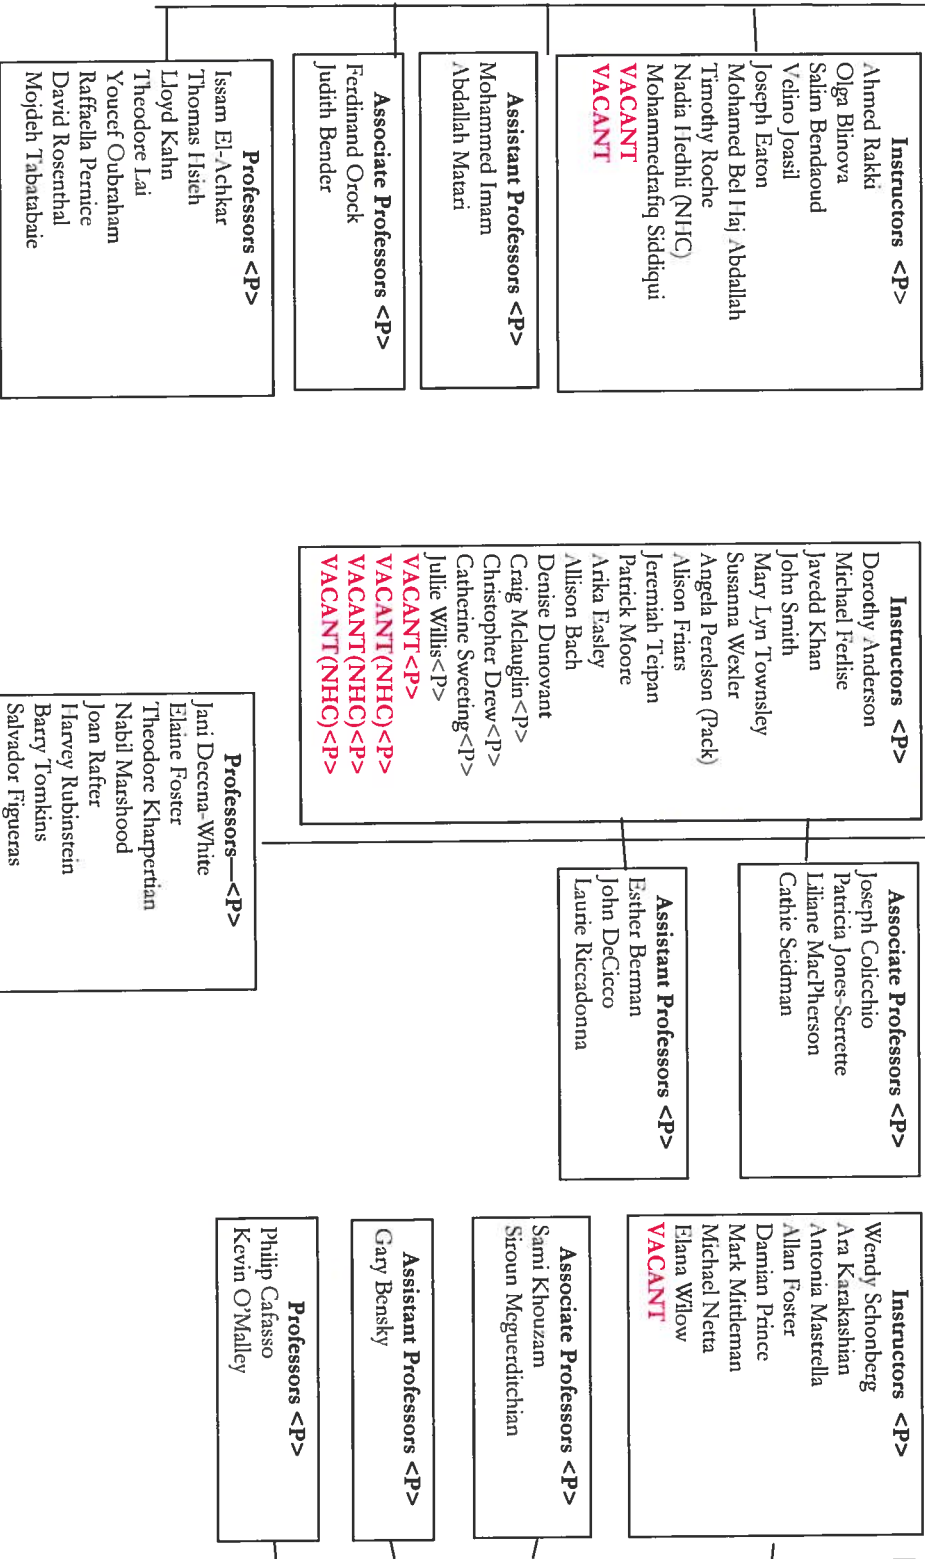 Instructors <P>
Ahmed Rakki
Olga Blinova
Salim Bendaoud
Velino Joasil
Joseph Eaton
Mohamed Bel Haj Abdallah
Timothy Roche
Nadia Hedhli (NHC)
Mohammedrafiq Siddiqui
VACANT
VACANT
Assistant Professors <P>
Mohammed Imam
Abdallah Matari
Associate Professors <P>
Ferdinand Orock
Judith Bender
Professors <P>
Issam El-Achkar
Thomas Hsieh
Lloyd Kahn
Theodore Lai
Youcef Oubraham
Raffaella Pernice
David Rosenthal
Mojdeh Tabatabaie
Instructors <P>
Dorothy Anderson
Michael Ferlise
Javedd Khan
John Smith
Mary Lyn Townsley
Susanna Wexler
Angela Perelson (Pack)
Alison Friars
Jeremiah Teipan
Patrick Moore
Arika Easley
Allison Bach
Denise Dunovant
Craig Mclauglin<P>
Christopher Drew<P>
Catherine Sweeting<P>
Jullie Willis<P>
VACANT<P>
VACANT(NHC)<P>
VACANT(NHC)<P>
VACANT(NHC)<P>
Professors—<P>
Jani Decena-White
Elaine Foster
Theodore Kharpertian
Nabil Marshood
Joan Rafter
Harvey Rubinstein
Barry Tomkins
Salvador Figueras
Associate Professors <P>
Joseph Colicchio
Patricia Jones-Serrette
Liliane MacPherson
Cathie Seidman
Assistant Professors <P>
Esther Berman
John DeCicco
Laurie Riccadonna
Instructors <P>
Wendy Schonberg
Ara Karakashian
Antonia Mastrella
Allan Foster
Damian Prince
Mark Mittleman
Michael Netta
Elana Wilow
VACANT
Associate Professors <P>
Sami Khouzam
Siroun Meguerditchian
Assistant Professors <P>
Gary Bensky
Professors <P>
Philip Cafasso
Kevin O'Malley